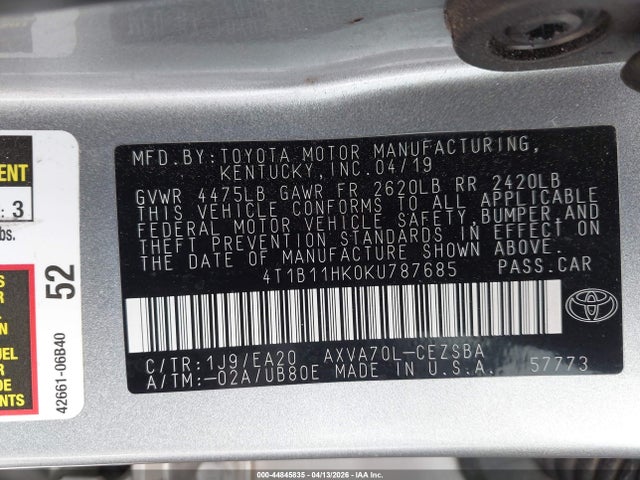 MFD.BY: TOYOTA MOTOR MANUFACTURING,
KENTUCKY, INC. 04/19
GVWR 4475LB GAWR FR 2620LB RR 2420LB
THIS VEHICLE CONFORMS TO ALL APPLICABLE
FEDERAL MOTOR VEHICLE SAFETY, BUMPER, AND
THEFT PREVENTION STANDARDS IN EFFECT ON
THE DATE OF MANUFACTURE SHOWN ABOVE.
4T1B11HK0KU787685 PASS.CAR
C/TR: 1J9/EA20 AXVA70L-CEZSBA
A/TM: -02A/UB80E MADE IN U.S.A. 57773
: 3
bs.
52
42661-06B40
000-44845835 - 04/13/2026 - IAA Inc.